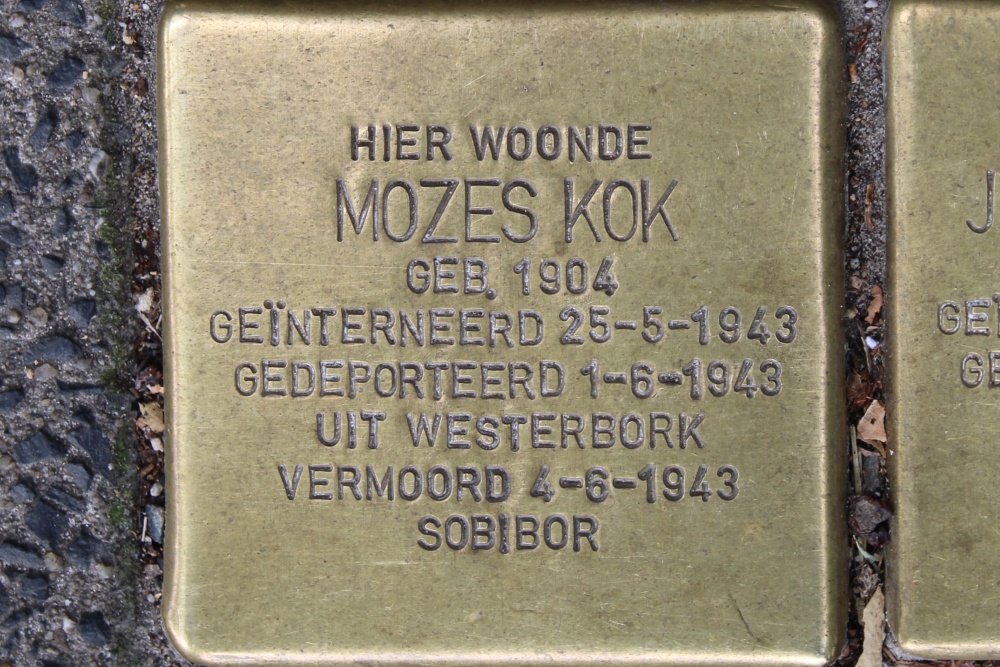 HIER WOONDE
MOZES KOK
GEB. 1904
GEÏNTERNEERD 25-5-1943
GEDEPORTEERD 1-6-1943
UIT WESTERBORK
VERMOORD 4-6-1943
SOBIBOR